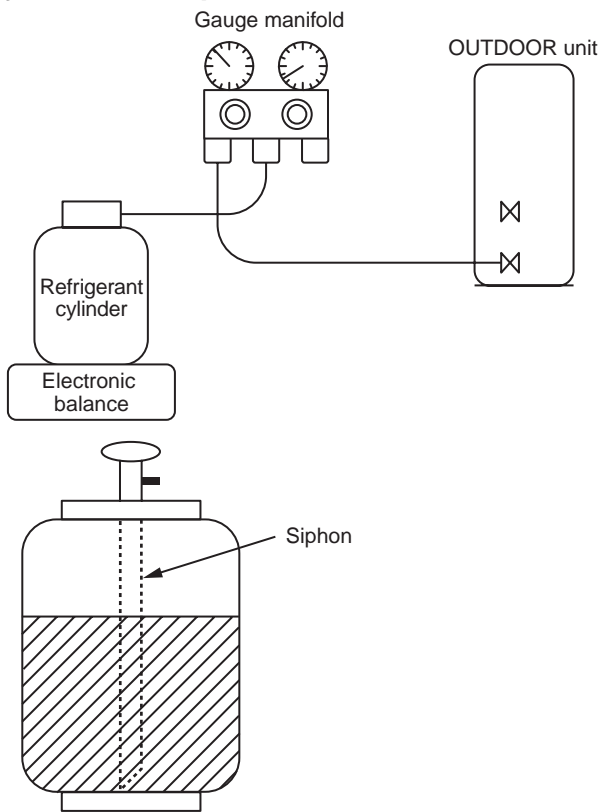 Gauge manifold
OUTDOOR unit
Refrigerant
cylinder
Electronic
balance
Siphon